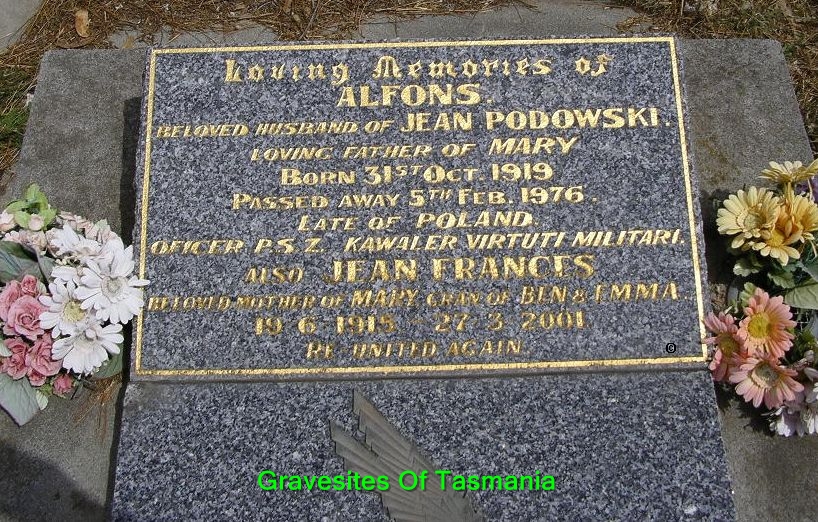 Loving Memories of
ALFONS.
BELOVED HUSBAND OF JEAN PODOWSKI.
LOVING FATHER OF MARY
BORN 31ST OCT. 1919
PASSED AWAY 5TH FEB. 1976.
LATE OF POLAND.
OFICER P.S.Z. KAWALER VIRTUTI MILITARI.
ALSO JEAN FRANCES
BELOVED MOTHER OF MARY, GRAN OF BEN & EMMA.
19-6-1915 - 27-3-2001.
RE-UNITED AGAIN.
Gravesites Of Tasmania